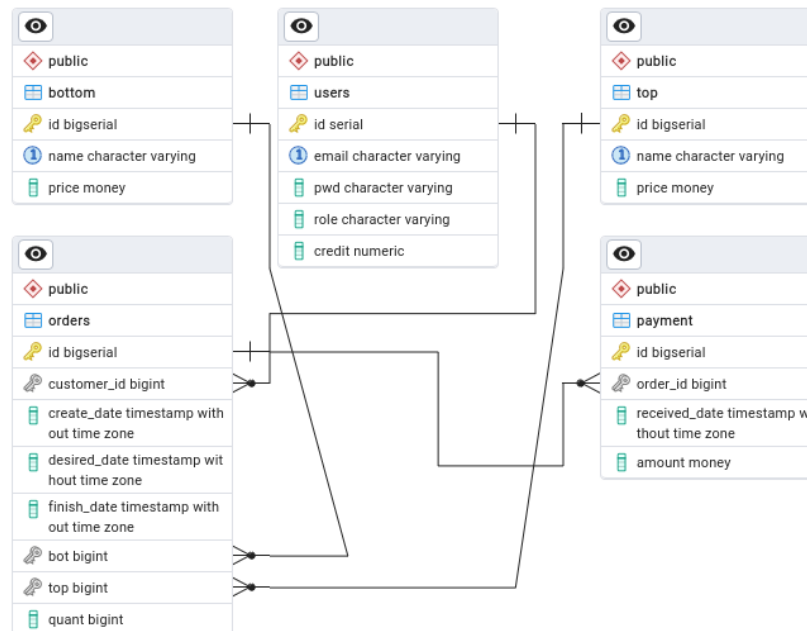 public
bottom
id bigserial
name character varying
price money
public
users
id serial
email character varying
pwd character varying
role character varying
credit numeric
public
top
id bigserial
name character varying
price money
public
orders
id bigserial
customer_id bigint
create_date timestamp with
out time zone
desired_date timestamp wit
hout time zone
finish_date timestamp with
out time zone
bot bigint
top bigint
quant bigint
public
payment
id bigserial
order_id bigint
received_date timestamp w
thout time zone
amount money